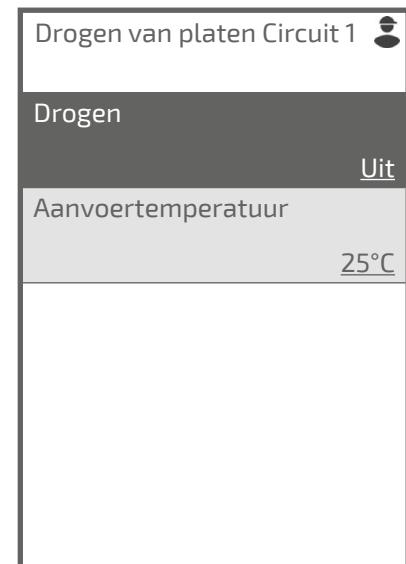 Drogen van platen Circuit 1
Drogen
Uit
Aanvoertemperatuur
25°C